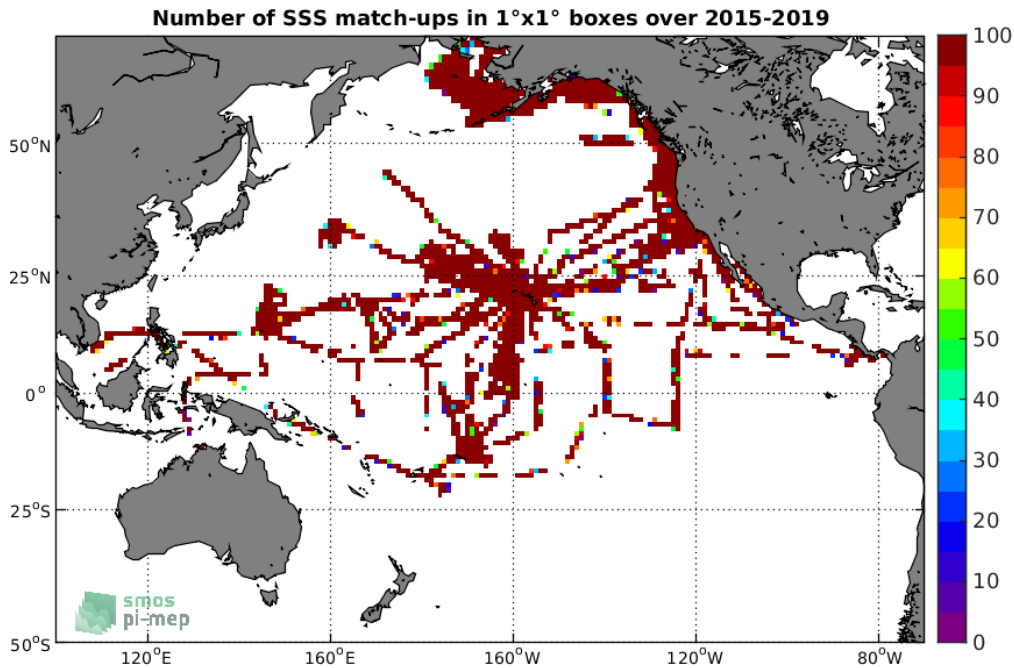 Number of SSS match-ups in 1°x1° boxes over 2015-2019
100
90
80
70
60
50
40
30
20
10
0
50°N
25°N
0°
25°S
50°S
120°E
160°E
160°W
120°W
80°W
smos
pi-mep